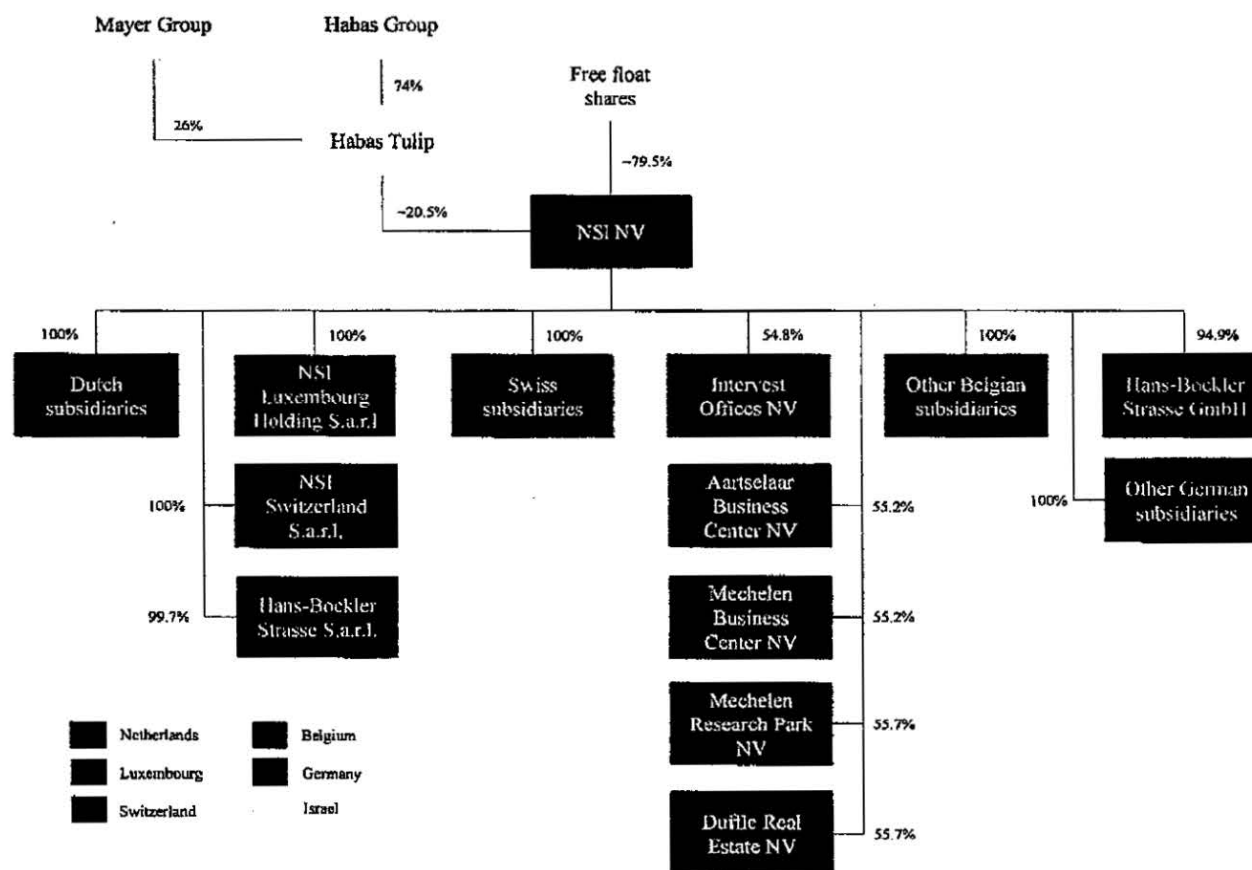 Mayer Group
Habas Group
74%
Free float
shares
26%
Habas Tulip
~79.5%
~20.5%
NSI NV
100%
100%
100%
54.8%
100%
94.9%
Dutch
subsidiaries
NSI
Luxembourg
Holding S.a.r.l
Swiss
subsidiaries
Intervest
Offices NV
Other Belgian
subsidiaries
Hans-Bockler
Strasse GmbH
100%
NSI
Switzerland
S.a.r.l.
Aartselaar
Business
Center NV
55.2%
100%
Other German
subsidiaries
99.7%
Hans-Bockler
Strasse S.a.r.l.
Mechelen
Business
Center NV
55.2%
Mechelen
Research Park
NV
55.7%
Duffle Real
Estate NV
55.7%
Netherlands
Belgium
Luxembourg
Germany
Switzerland
Israel